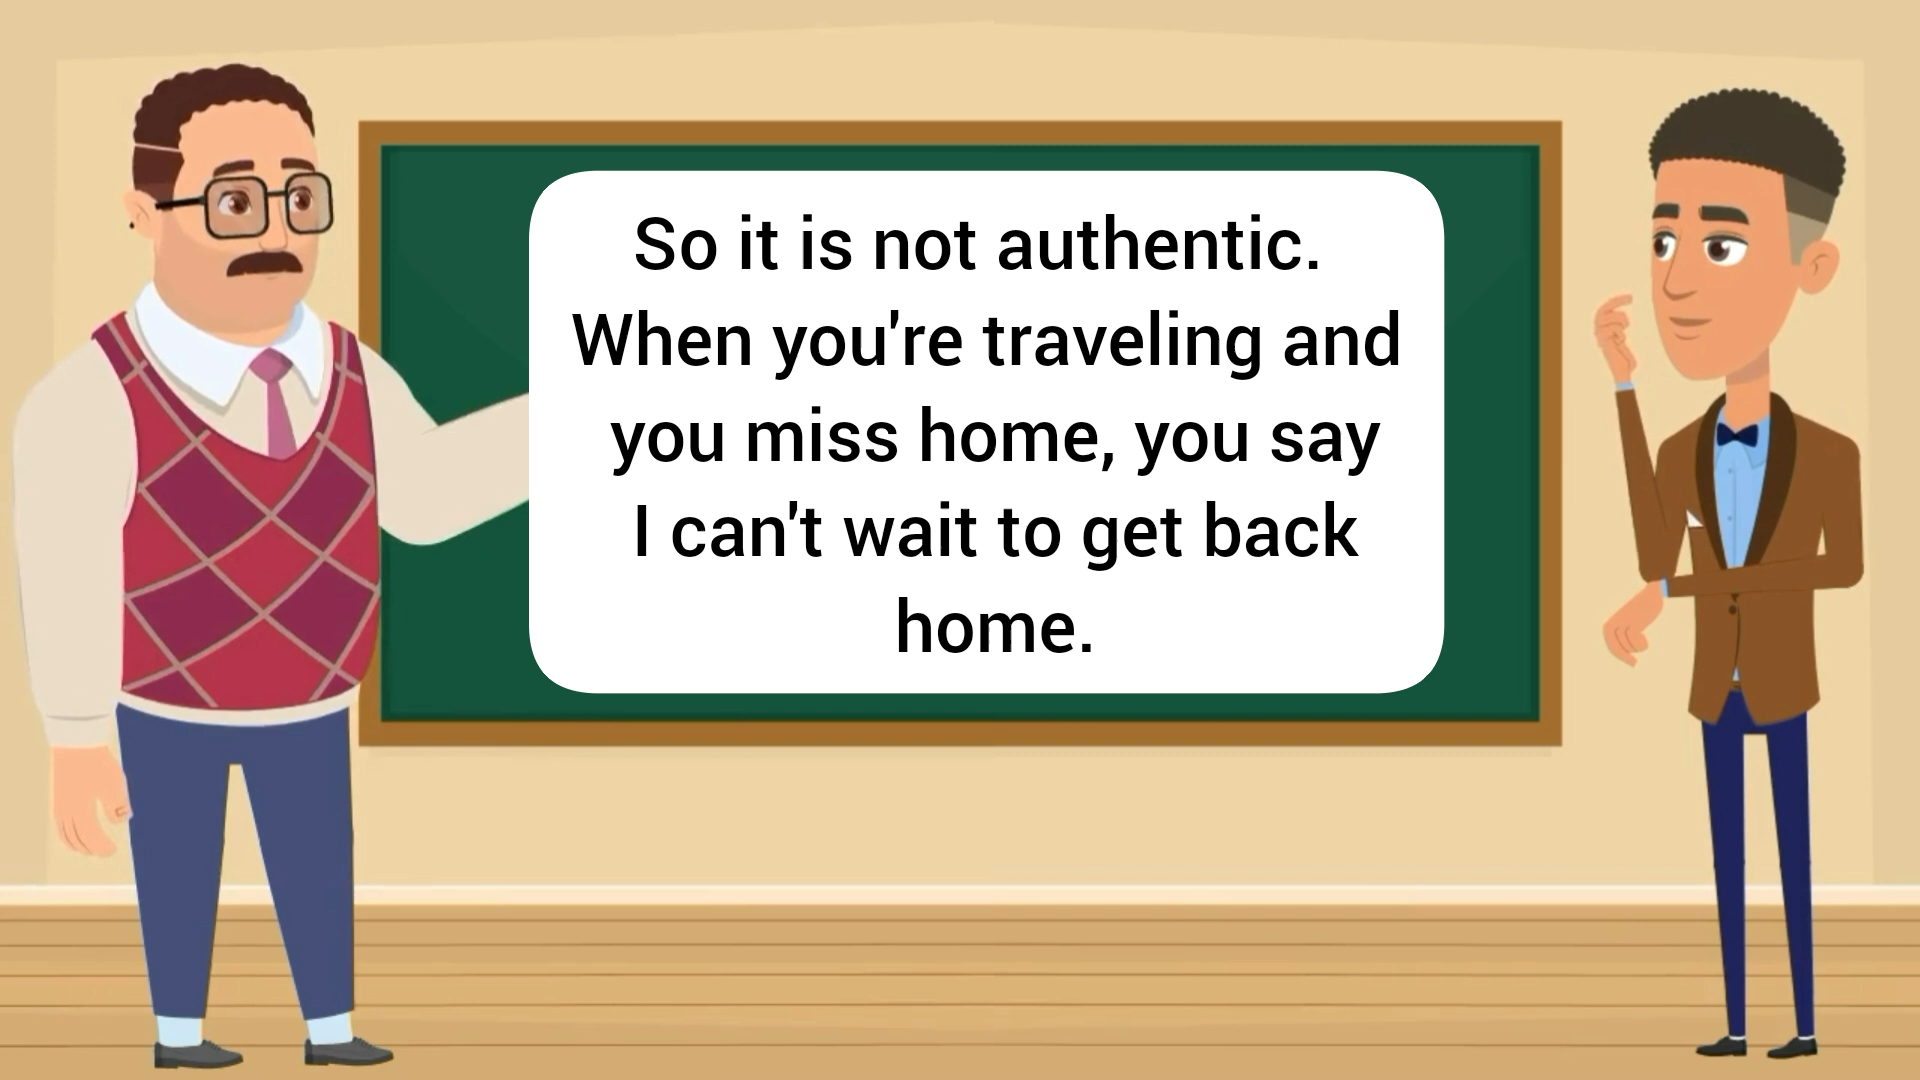 So it is not authentic.
When you're traveling and
you miss home, you say
I can't wait to get back
home.